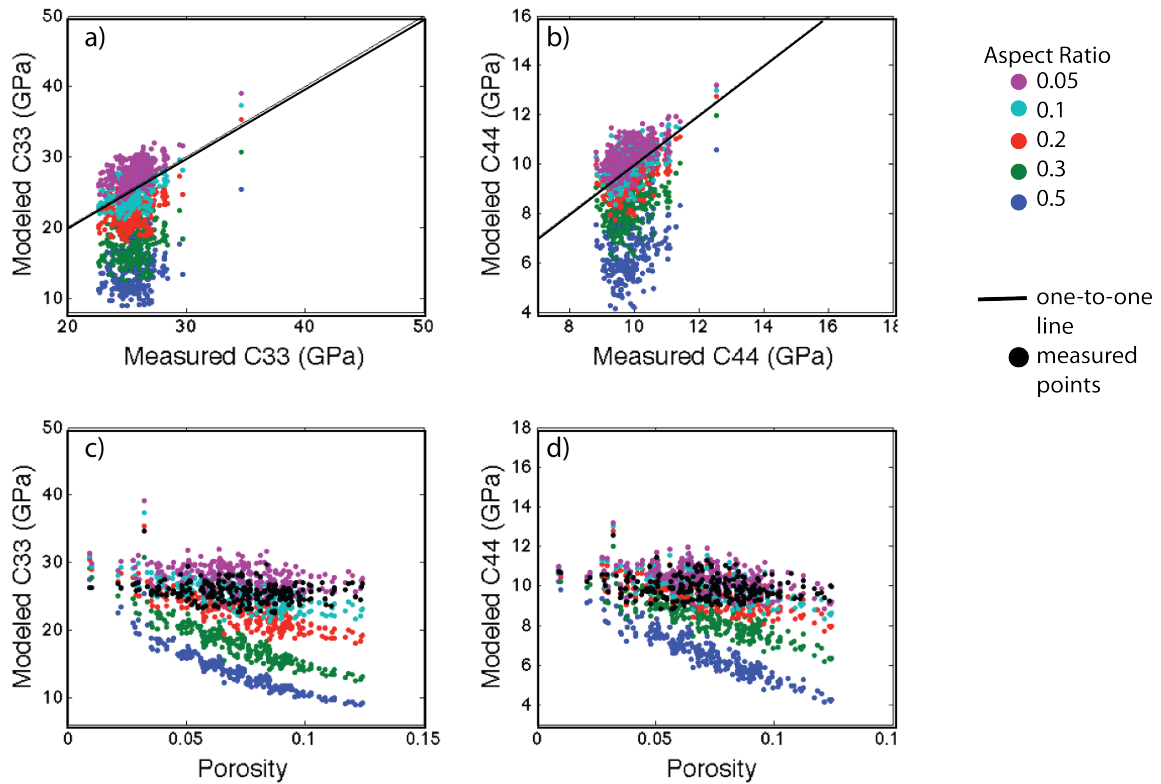 a)
50
40
30
20
10
20
30
40
50
Modeled C33 (GPa)
Measured C33 (GPa)
b)
16
14
12
10
8
6
4
8
10
12
14
16
18
Modeled C44 (GPa)
Measured C44 (GPa)
Aspect Ratio
0.05
0.1
0.2
0.3
0.5
one-to-one
line
measured
points
c)
50
40
30
20
10
0
0.05
0.1
0.15
Modeled C33 (GPa)
Porosity
d)
18
16
14
12
10
8
6
4
0
0.05
0.1
0.1
Modeled C44 (GPa)
Porosity